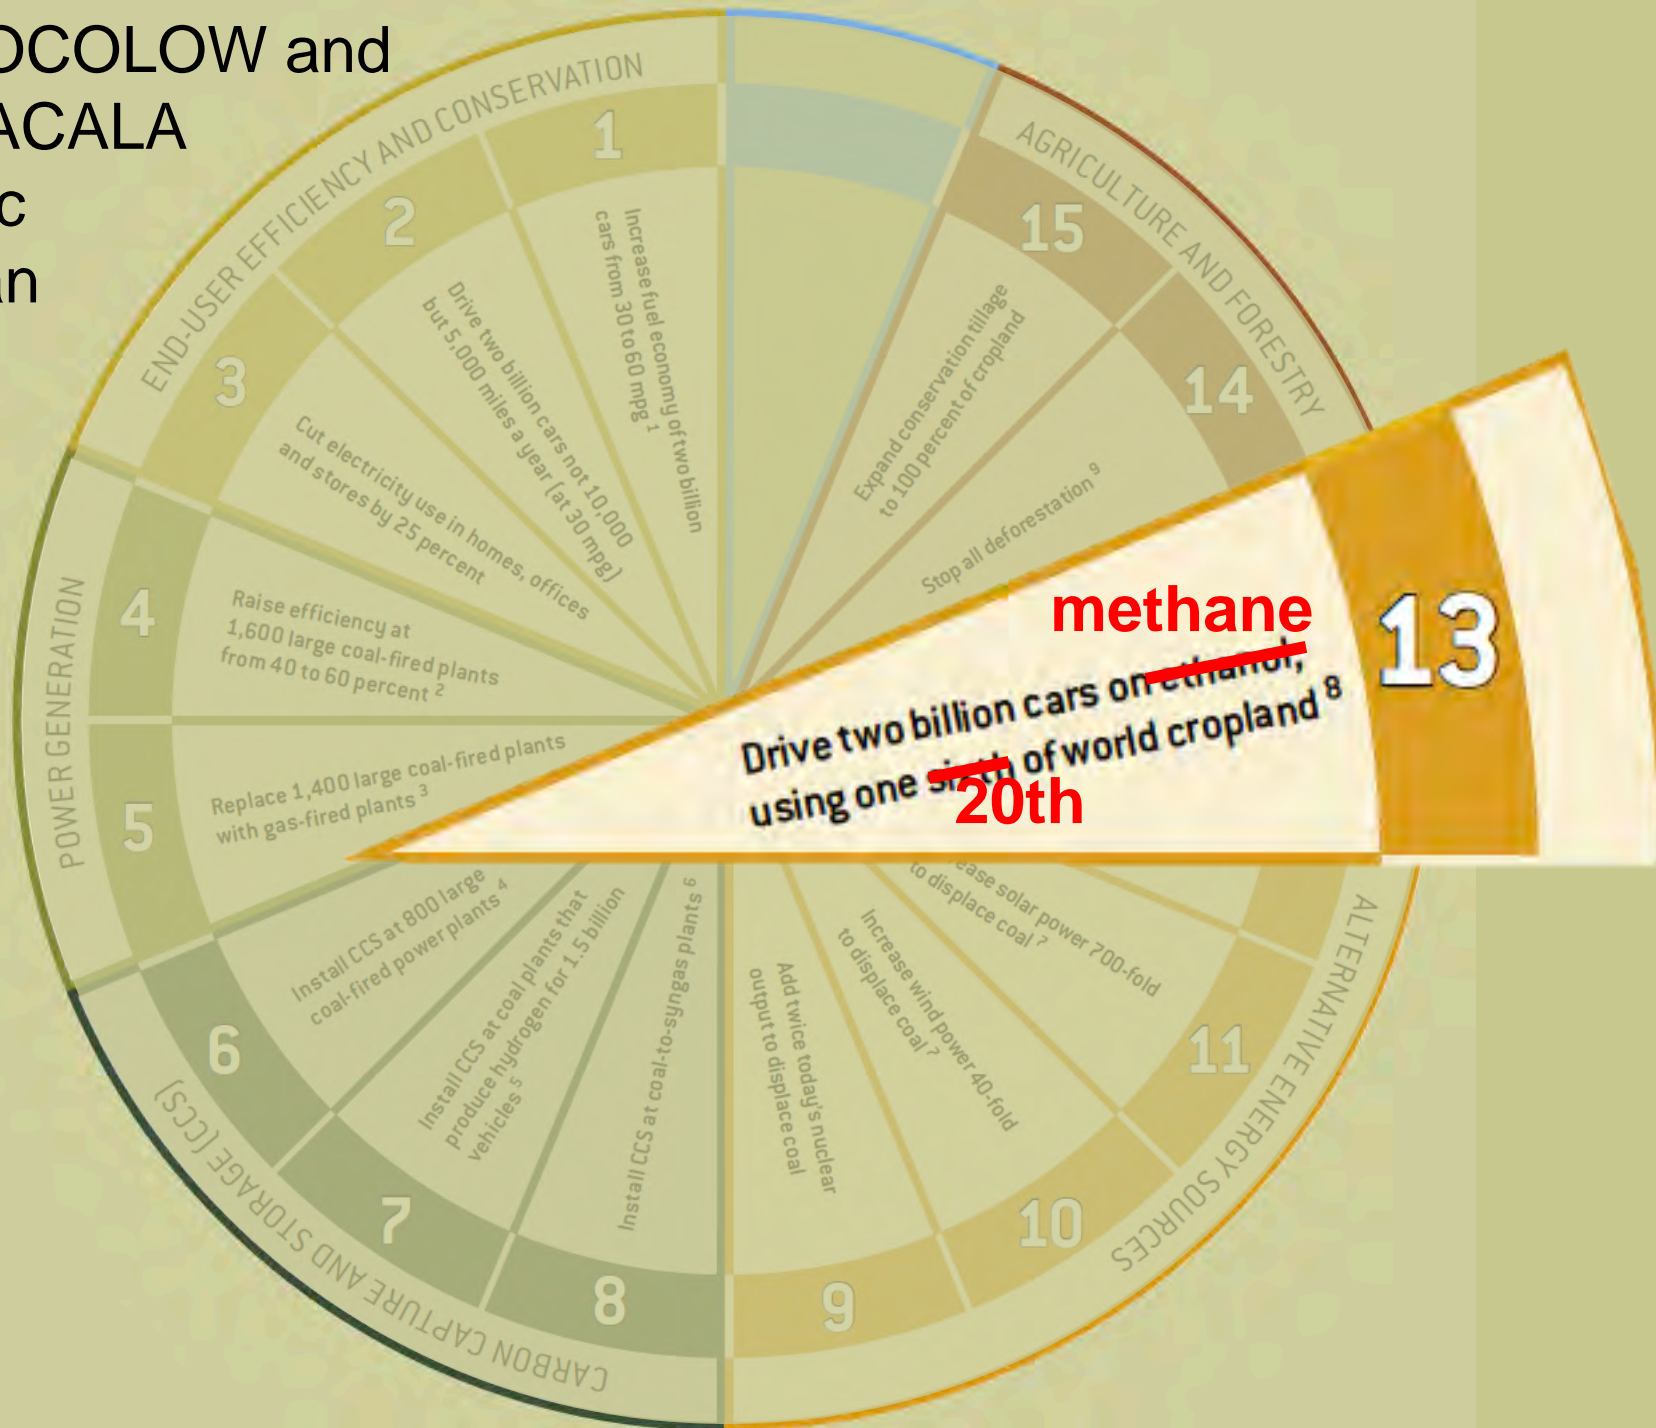 OCOLOW and
ACALA
c
an
END-USER EFFICIENCY AND CONSERVATION
1
Increase fuel economy of two billion
cars from 30 to 60 mpg 1
2
Drive two billion cars not 10,000
but 5,000 miles a year (at 30 mpg)
3
Cut electricity use in homes, offices
and stores by 25 percent
POWER GENERATION
4
Raise efficiency at
1,600 large coal-fired plants
from 40 to 60 percent 2
5
Replace 1,400 large coal-fired plants
with gas-fired plants 3
CARBON CAPTURE AND STORAGE (CCS)
6
Install CCS at 800 large
coal-fired power plants 4
7
Install CCS at coal plants that
produce hydrogen for 1.5 billion
vehicles 5
8
Install CCS at coal-to-syngas plants 6
ALTERNATIVE ENERGY SOURCES
9
Add twice today's nuclear
output to displace coal
10
Increase wind power 40-fold
to displace coal 7
11
ease solar power 700-fold
to displace coal 7
13
methane
Drive two billion cars on ethanol,
using one sixth of world cropland 8
20th
AGRICULTURE AND FORESTRY
14
Stop all deforestation 9
15
Expand conservation tillage
to 100 percent of cropland